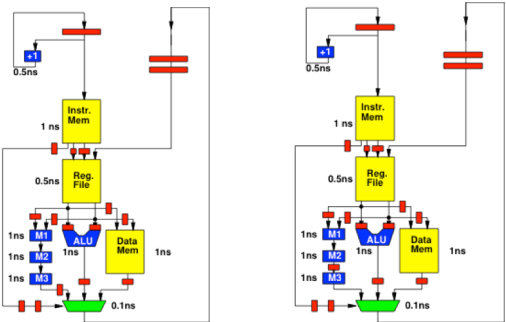 +1
0.5ns
Instr.
Mem
1 ns
Reg.
File
0.5ns
M1
1ns
M2
1ns
M3
1ns
ALU
1ns
Data
Mem
1ns
0.1ns
+1
0.5ns
Instr.
Mem
1 ns
Reg.
File
0.5ns
M1
1ns
M2
1ns
M3
1ns
ALU
1ns
Data
Mem
1ns
0.1ns